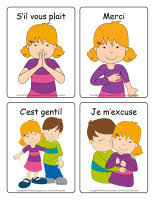 S'il vous plait
Merci
C'est gentil
Je m'excuse